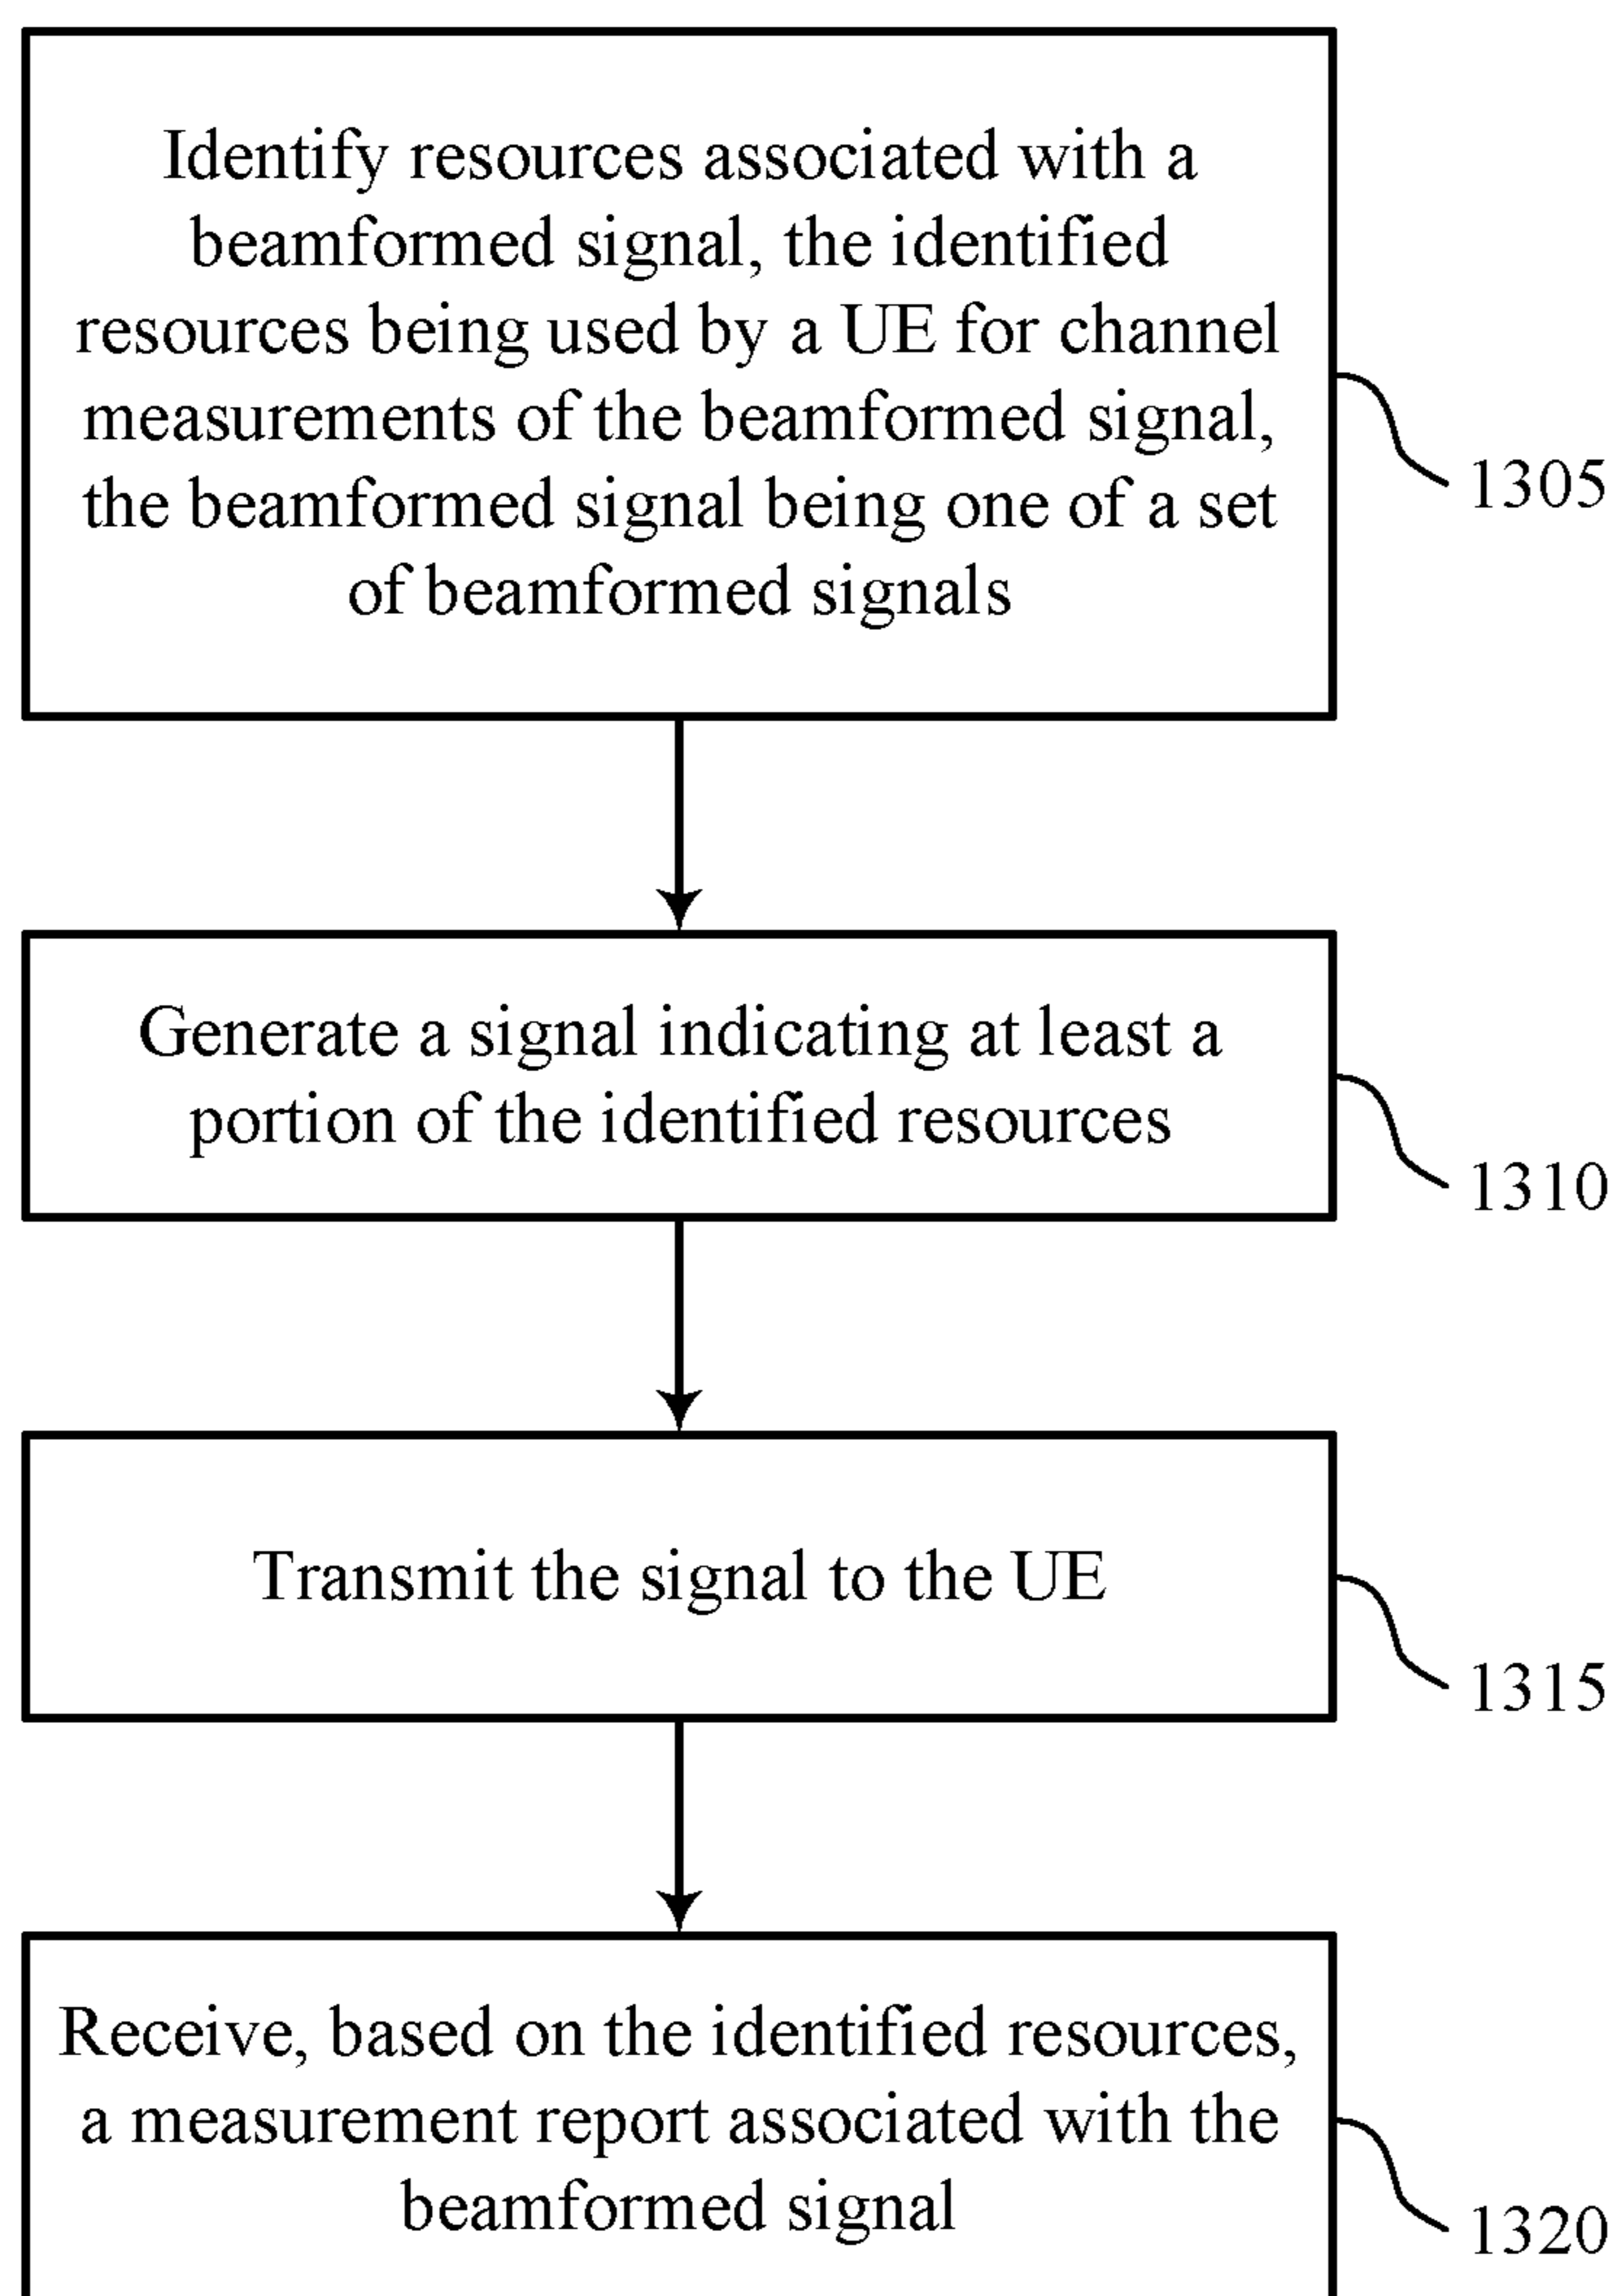 Identify resources associated with a
beamformed signal, the identified
resources being used by a UE for channel
measurements of the beamformed signal,
the beamformed signal being one of a set
of beamformed signals
1305
Generate a signal indicating at least a
portion of the identified resources
1310
Transmit the signal to the UE
1315
Receive, based on the identified resources,
a measurement report associated with the
beamformed signal
1320